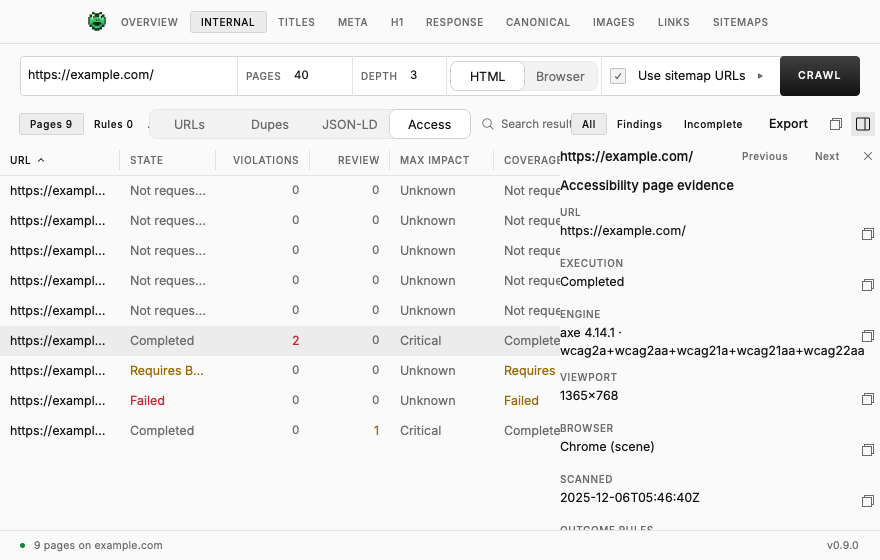 OVERVIEW INTERNAL TITLES META H1 RESPONSE CANONICAL IMAGES LINKS SITEMAPS
https://example.com/ PAGES 40 DEPTH 3 HTML Browser Use sitemap URLs CRAWL
Pages 9 Rules 0 URLs Dupes JSON-LD Access Search result All Findings Incomplete Export
URL STATE VIOLATIONS REVIEW MAX IMPACT COVERAGE
https://exampl... Not reques... 0 0 Unknown Not reque
https://exampl... Not reques... 0 0 Unknown Not reque
https://exampl... Not reques... 0 0 Unknown Not reque
https://exampl... Not reques... 0 0 Unknown Not reque
https://exampl... Not reques... 0 0 Unknown Not reque
https://exampl... Completed 2 0 Critical Complete
https://exampl... Requires B... 0 0 Unknown Requires
https://exampl... Failed 0 0 Unknown Failed
https://exampl... Completed 0 1 Critical Complete
https://example.com/ Previous Next
Accessibility page evidence
URL
https://example.com/
EXECUTION
Completed
ENGINE
axe 4.14.1 ·
wcag2a+wcag2aa+wcag21a+wcag21aa+wcag22aa
VIEWPORT
1365×768
BROWSER
Chrome (scene)
SCANNED
2025-12-06T05:46:40Z
OUTCOME RULES
9 pages on example.com v0.9.0